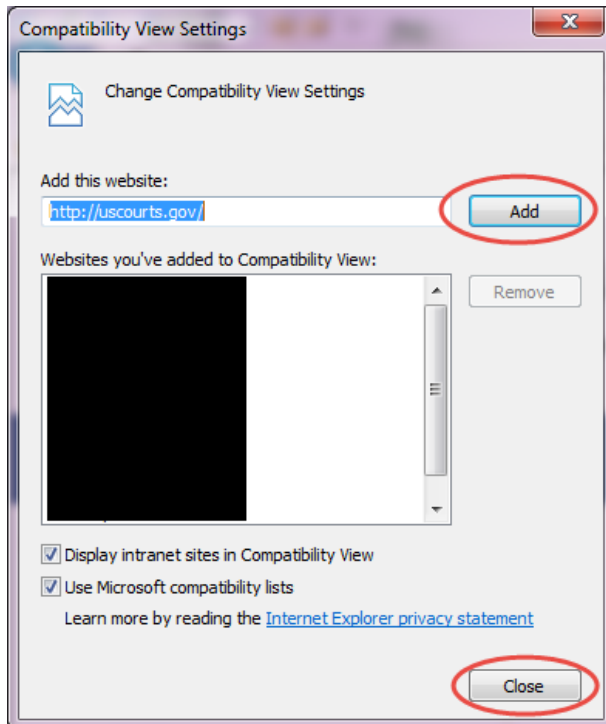 Compatibility View Settings
Change Compatibility View Settings
Add this website:
http://uscourts.gov/
Add
Websites you've added to Compatibility View:
Remove
Display intranet sites in Compatibility View
Use Microsoft compatibility lists
Learn more by reading the Internet Explorer privacy statement
Close